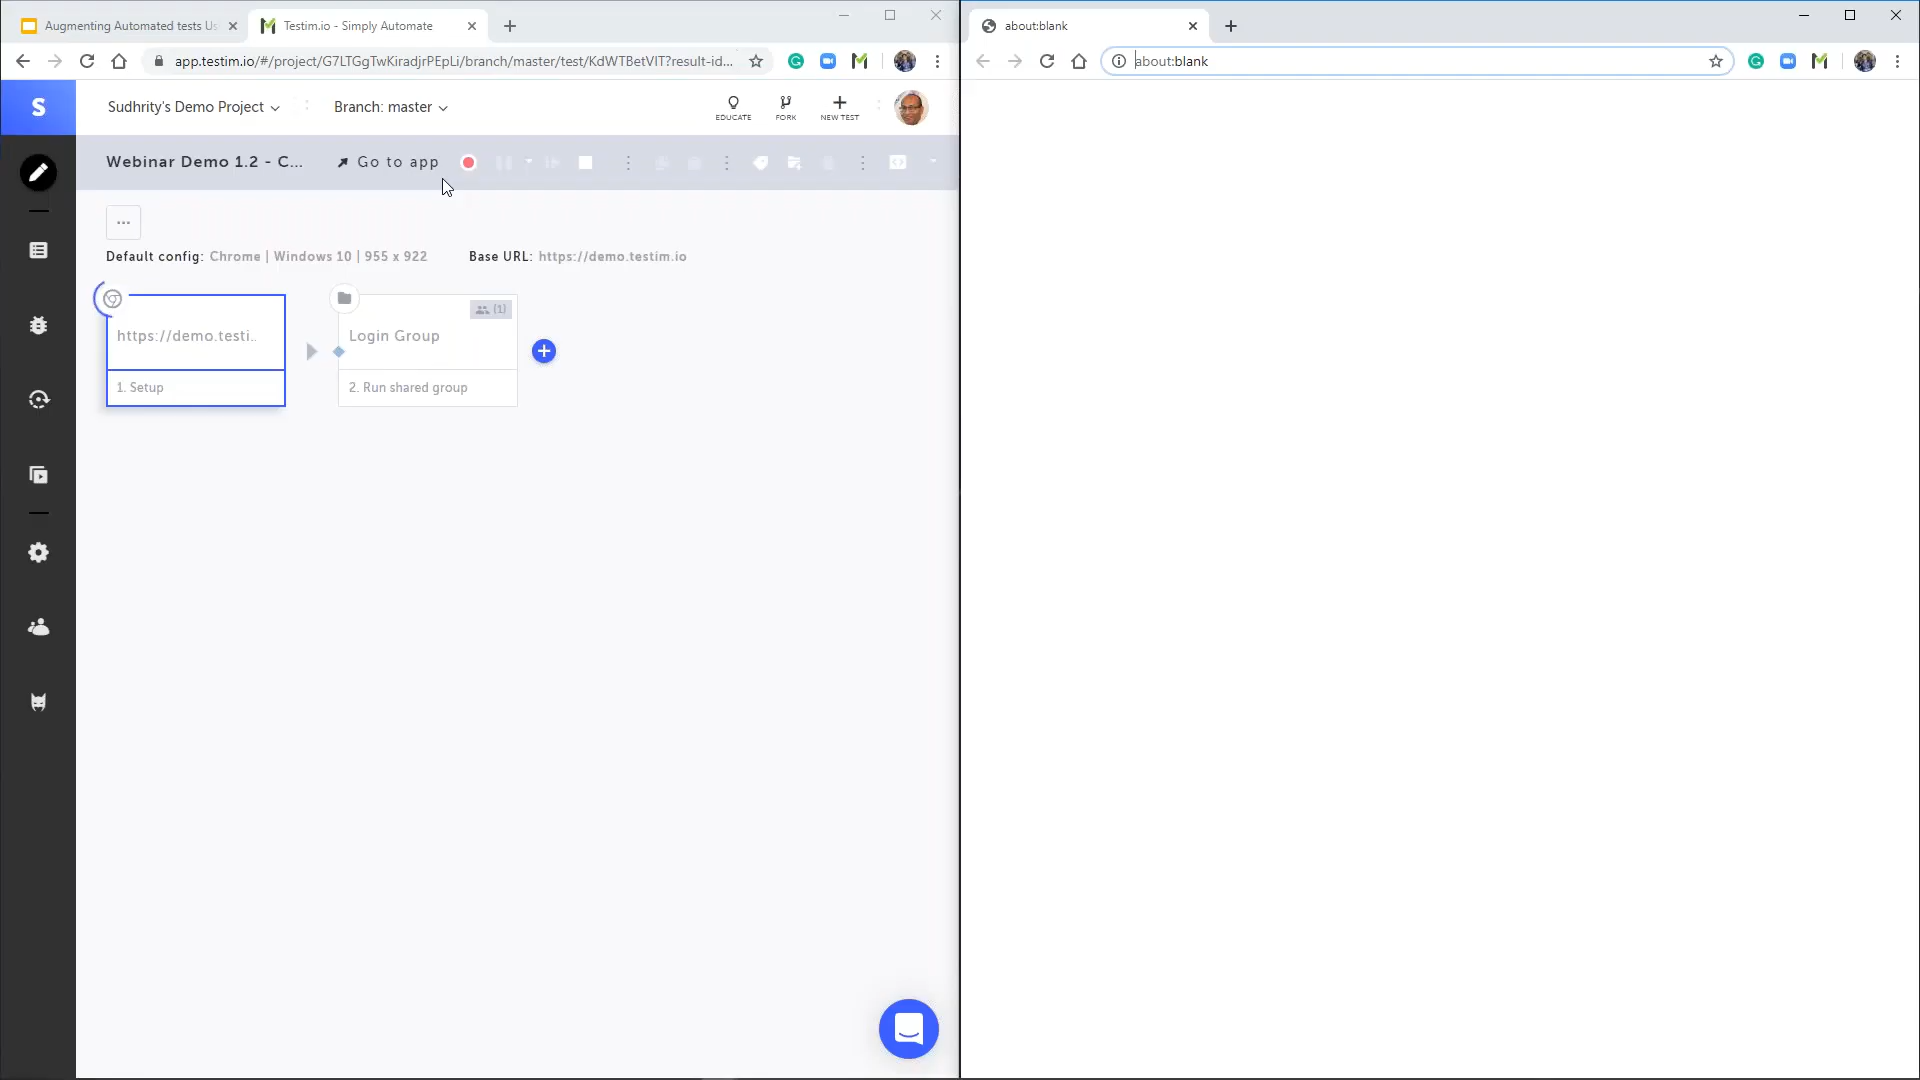 Augmenting Automated tests Us
Testim.io - Simply Automate
about:blank
app.testim.io/#/project/G7LTGgTwKiradjrPEpLi/branch/master/test/KdWTBetVIT?result-id...
about:blank
S
Sudhrity's Demo Project
Branch: master
EDUCATE
FORK
NEW TEST
Webinar Demo 1.2 - C...
Go to app
...
Default config: Chrome | Windows 10 | 955 x 922
Base URL: https://demo.testim.io
(1)
https://demo.testi..
Login Group
1. Setup
2. Run shared group